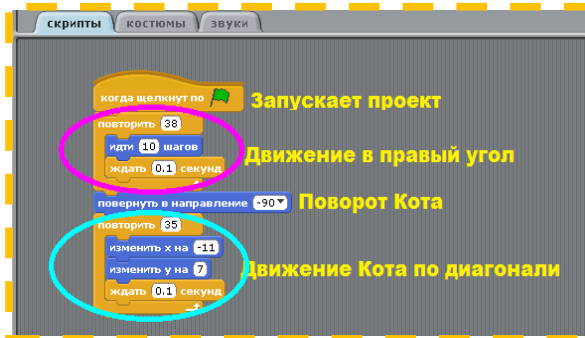 скрипты костюмы звуки
когда щелкнут по Запускает проект
повторить 38
идти 10 шагов Движение в правый угол
ждать 0.1 секунд
повернуть в направление -90 Поворот Кота
повторить 35
изменить х на -11
изменить у на 7 Движение Кота по диагонали
ждать 0.1 секунд